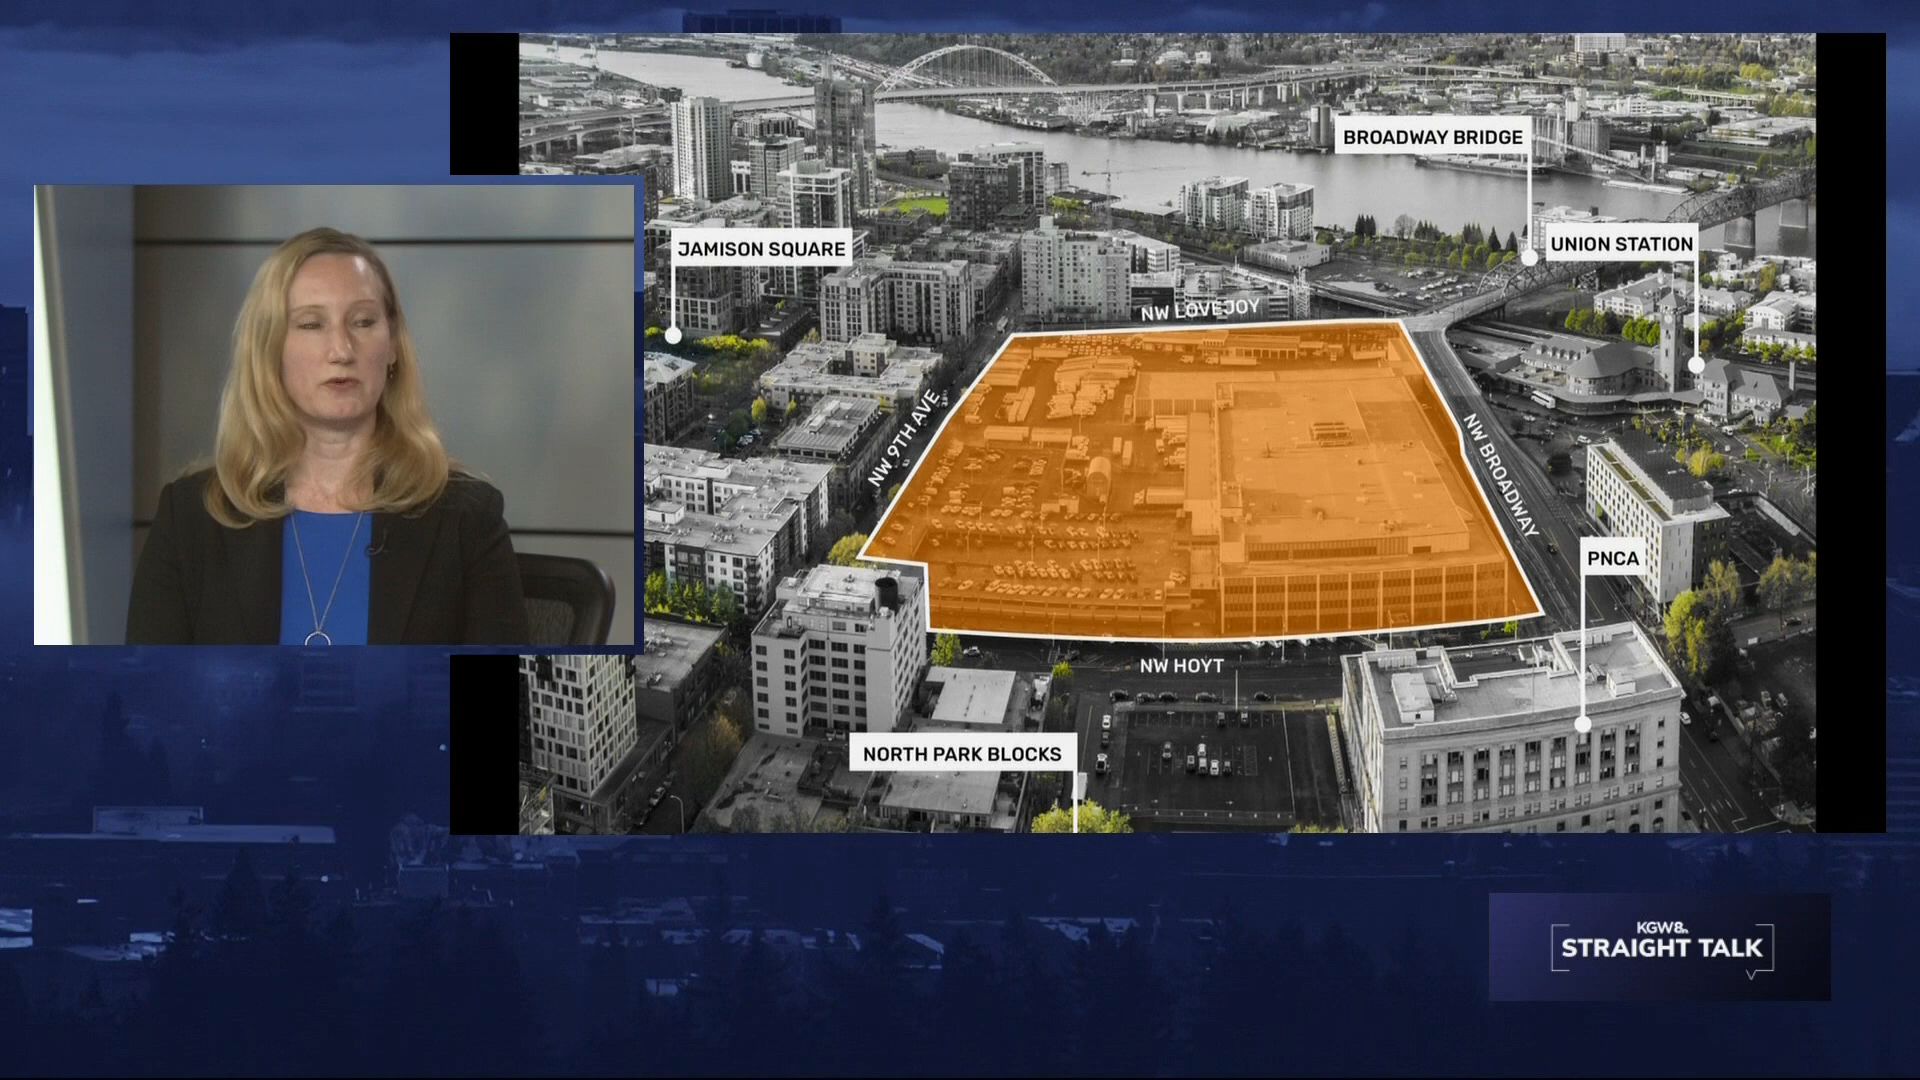 BROADWAY BRIDGE
JAMISON SQUARE
UNION STATION
NW LOVEJOY
NW 9TH AVE
NW BROADWAY
PNCA
NW HOYT
NORTH PARK BLOCKS
KGW8
STRAIGHT TALK